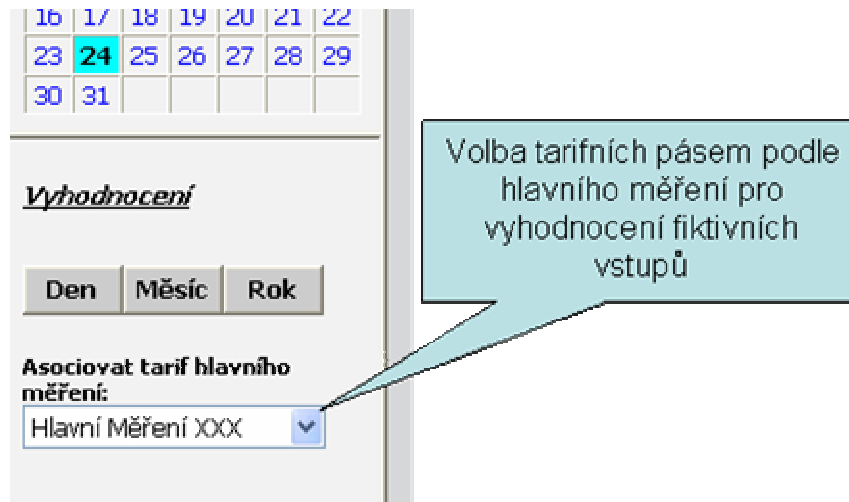 16 17 18 19 20 21 22
23 24 25 26 27 28 29
30 31
Vyhodnocení
Den Měsíc Rok
Asociovat tarif hlavního
měření:
Hlavní Měření XXX
Volba tarifních pásem podle
hlavního měření pro
vyhodnocení fiktivních
vstupů